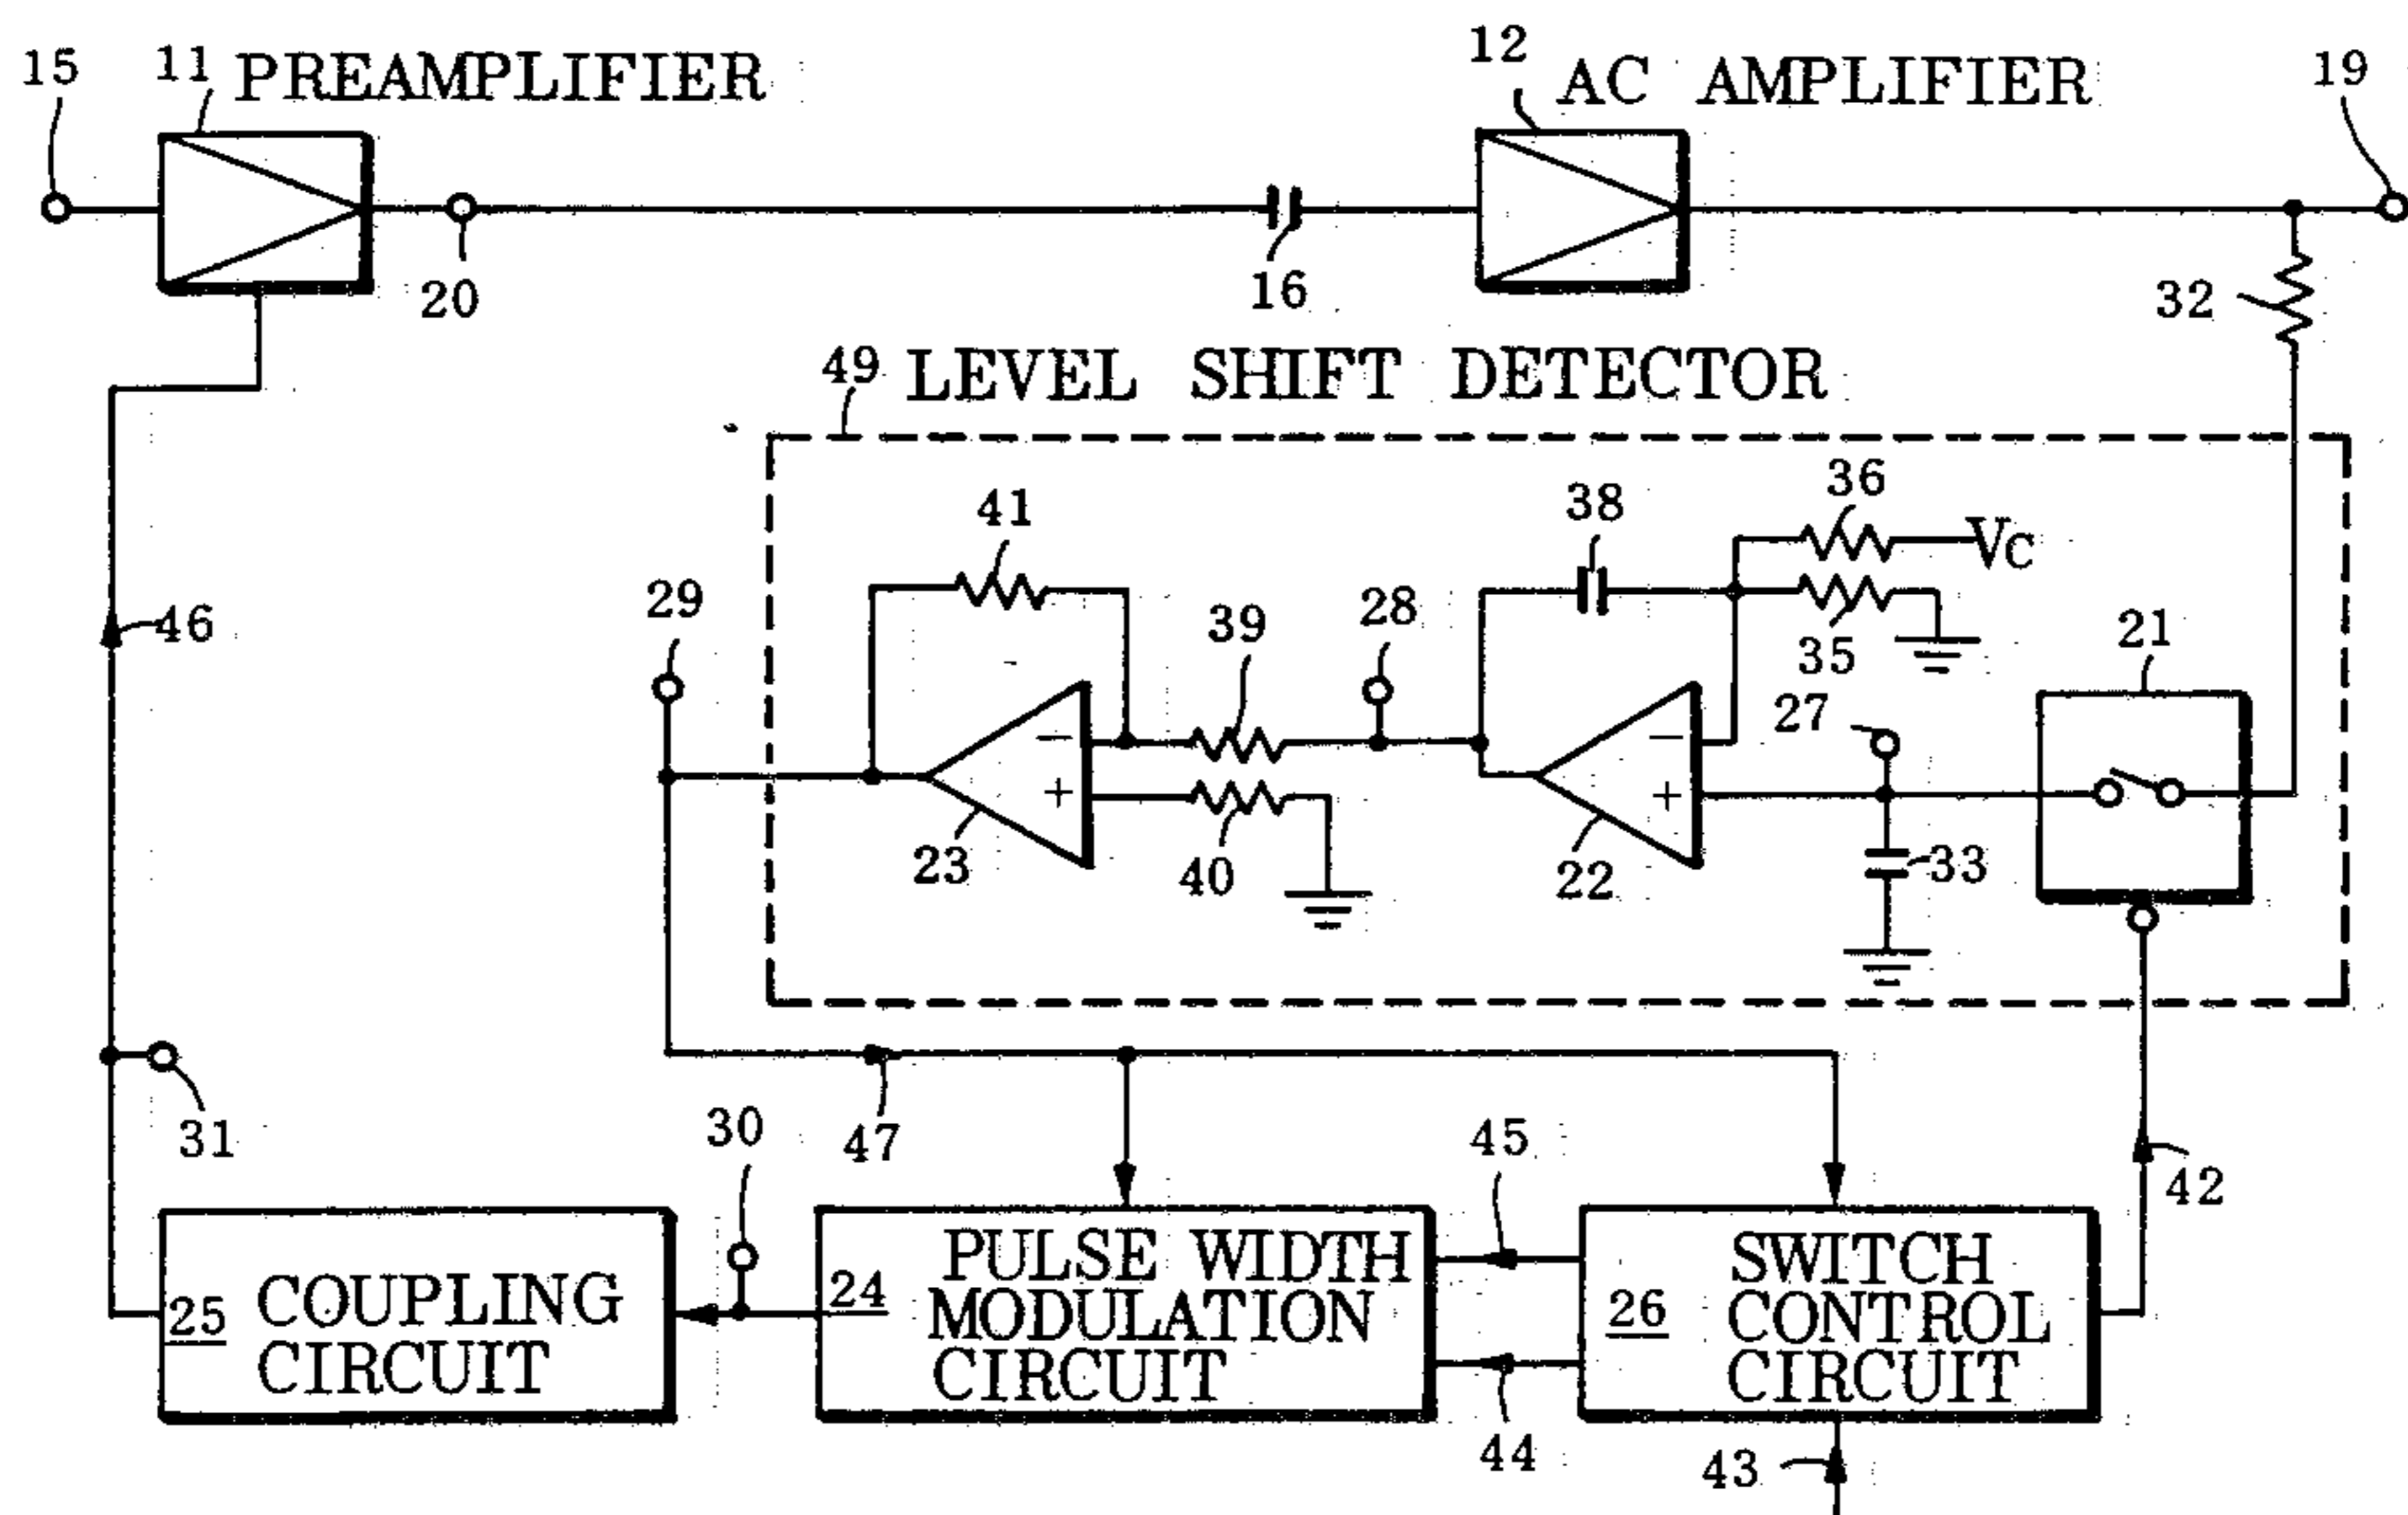 15
11 PREAMPLIFIER
12 AC AMPLIFIER
19
20
16
32
49 LEVEL SHIFT DETECTOR
36
VC
38
41
35
21
29
39
28
27
46
−
+
−
+
23
40
22
33
31
47
30
45
42
25 COUPLING
CIRCUIT
24 PULSE WIDTH
MODULATION
CIRCUIT
26 SWITCH
CONTROL
CIRCUIT
44
43